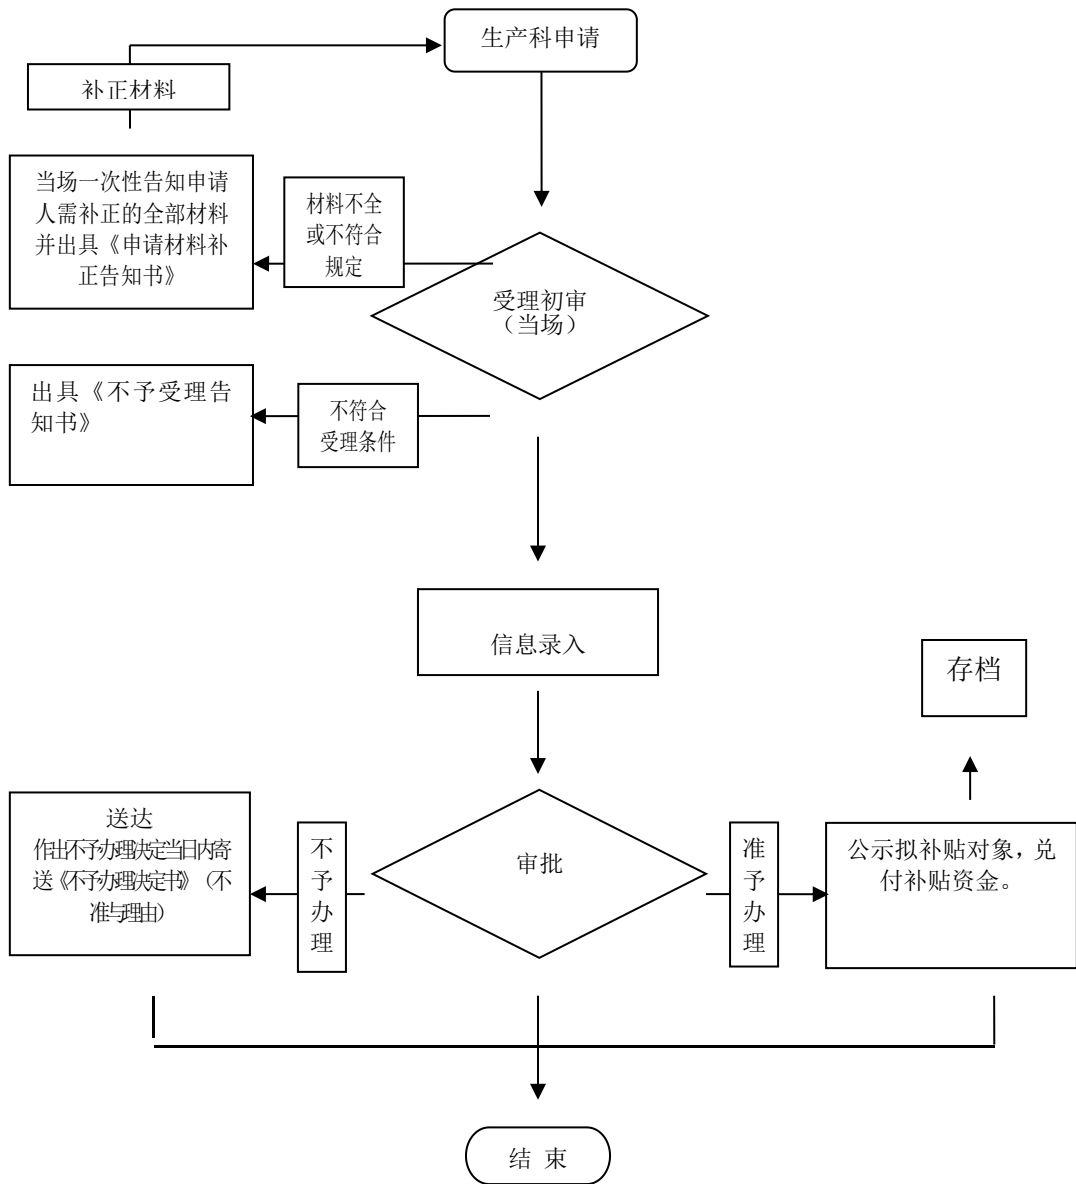 生产科申请
补正材料
当场一次性告知申请
人需补正的全部材料
并出具《申请材料补
正告知书》
材料不全
或不符合
规定
受理初审
（当场）
出具《不予受理告
知书》
不符合
受理条件
信息录入
存档
送达
作出不予办理决定当日内寄
送《不予办理决定书》（不
准与理由）
不
予
办
理
审批
准
予
办
理
公示拟补贴对象，兑
付补贴资金。
结 束